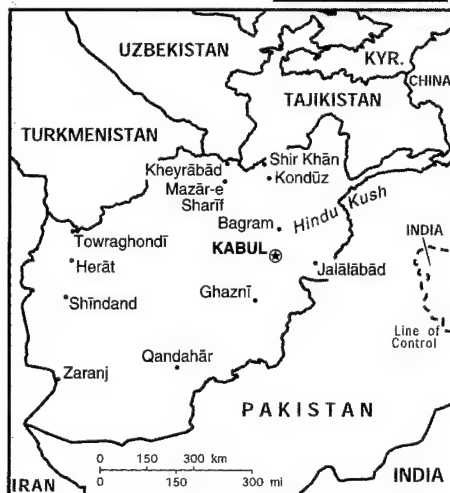 UZBEKISTAN
KYR.
CHINA
TAJIKISTAN
TURKMENISTAN
Kheyrābād
Shir Khān
Mazār-e
Sharīf
Kondūz
Hindu Kush
Bagram
Towraghondī
KABUL
INDIA
Herāt
Jalālābād
Shīndand
Ghaznī
Line of
Control
Zaranj
Qandahār
PAKISTAN
0 150 300 km
0 150 300 mi
IRAN
INDIA